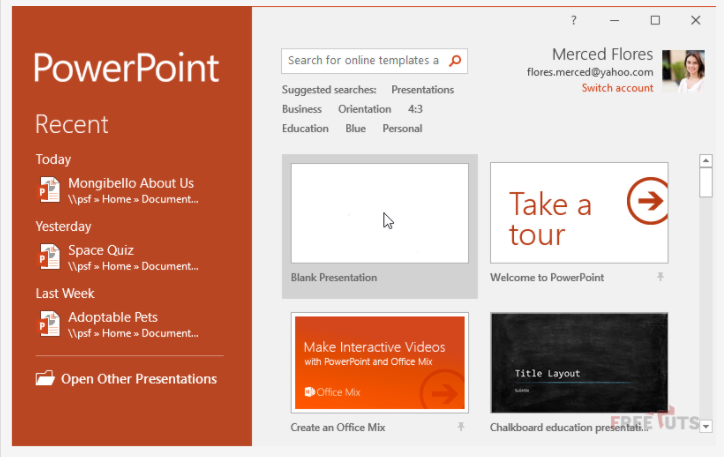 PowerPoint
Recent
Today
Mongibello About Us
\\psf » Home » Document...
Yesterday
Space Quiz
\\psf » Home » Document...
Last Week
Adoptable Pets
\\psf » Home » Document...
Open Other Presentations
?
Search for online templates a
Suggested searches: Presentations
Business Orientation 4:3
Education Blue Personal
Merced Flores
flores.merced@yahoo.com
Switch account
Blank Presentation
Take a
tour
Welcome to PowerPoint
Make Interactive Videos
with PowerPoint and Office Mix
Office Mix
Create an Office Mix
Title Layout
Subtitle
Chalkboard education presentati...
FREETUTS